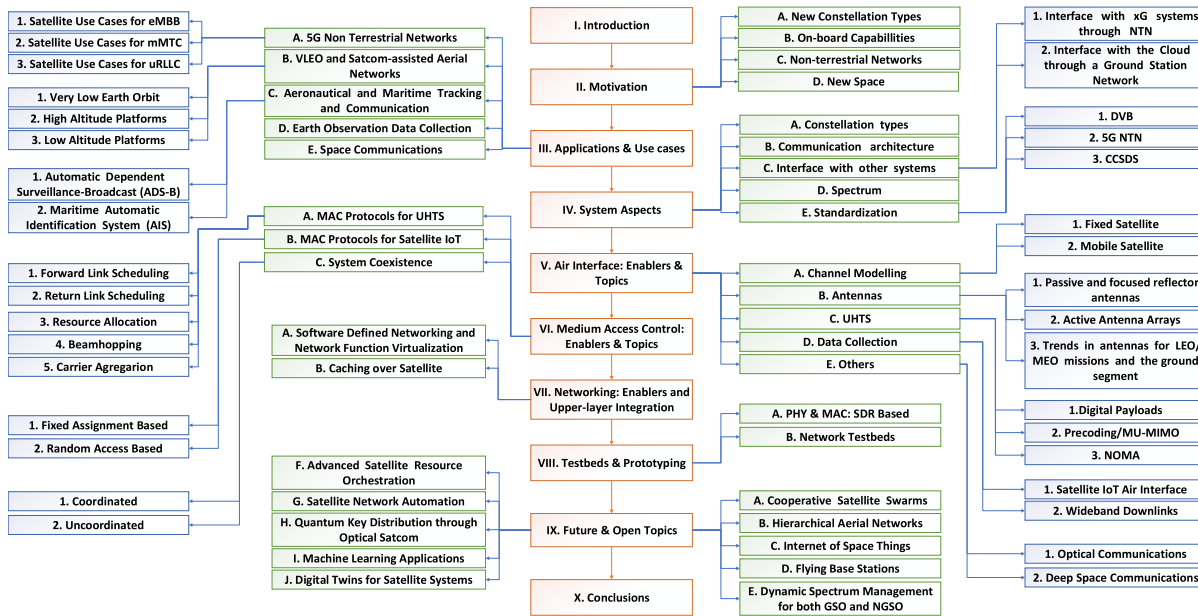 1. Satellite Use Cases for eMBB
2. Satellite Use Cases for mMTC
3. Satellite Use Cases for uRLLC
1. Very Low Earth Orbit
2. High Altitude Platforms
3. Low Altitude Platforms
1. Automatic Dependent
Surveillance-Broadcast (ADS-B)
2. Maritime Automatic
Identification System (AIS)
1. Forward Link Scheduling
2. Return Link Scheduling
3. Resource Allocation
4. Beamhopping
5. Carrier Agregarion
1. Fixed Assignment Based
2. Random Access Based
1. Coordinated
2. Uncoordinated
A. 5G Non Terrestrial Networks
B. VLEO and Satcom-assisted Aerial
Networks
C. Aeronautical and Maritime Tracking
and Communication
D. Earth Observation Data Collection
E. Space Communications
A. MAC Protocols for UHTS
B. MAC Protocols for Satellite IoT
C. System Coexistence
A. Software Defined Networking and
Network Function Virtualization
B. Caching over Satellite
F. Advanced Satellite Resource
Orchestration
G. Satellite Network Automation
H. Quantum Key Distribution through
Optical Satcom
I. Machine Learning Applications
J. Digital Twins for Satellite Systems
I. Introduction
II. Motivation
III. Applications & Use cases
IV. System Aspects
V. Air Interface: Enablers &
Topics
VI. Medium Access Control:
Enablers & Topics
VII. Networking: Enablers and
Upper-layer Integration
VIII. Testbeds & Prototyping
IX. Future & Open Topics
X. Conclusions
A. New Constellation Types
B. On-board Capabillities
C. Non-terrestrial Networks
D. New Space
A. Constellation types
B. Communication architecture
C. Interface with other systems
D. Spectrum
E. Standardization
A. Channel Modelling
B. Antennas
C. UHTS
D. Data Collection
E. Others
A. PHY & MAC: SDR Based
B. Network Testbeds
A. Cooperative Satellite Swarms
B. Hierarchical Aerial Networks
C. Internet of Space Things
D. Flying Base Stations
E. Dynamic Spectrum Management
for both GSO and NGSO
1. Interface with xG systems
through NTN
2. Interface with the Cloud
through a Ground Station
Network
1. DVB
2. 5G NTN
3. CCSDS
1. Fixed Satellite
2. Mobile Satellite
1. Passive and focused reflector
antennas
2. Active Antenna Arrays
3. Trends in antennas for LEO/
MEO missions and the ground
segment
1.Digital Payloads
2. Precoding/MU-MIMO
3. NOMA
1. Satellite IoT Air Interface
2. Wideband Downlinks
1. Optical Communications
2. Deep Space Communications